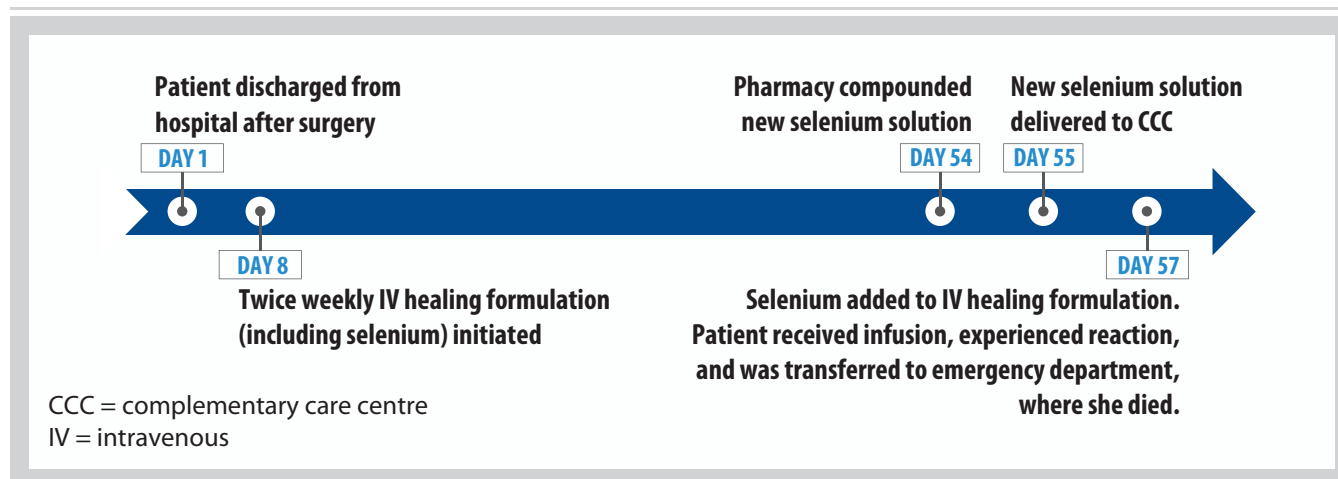 Patient discharged from
hospital after surgery
DAY 1
Pharmacy compounded
new selenium solution
DAY 54
New selenium solution
delivered to CCC
DAY 55
DAY 8
Twice weekly IV healing formulation
(including selenium) initiated
DAY 57
Selenium added to IV healing formulation.
Patient received infusion, experienced reaction,
and was transferred to emergency department,
where she died.
CCC = complementary care centre
IV = intravenous